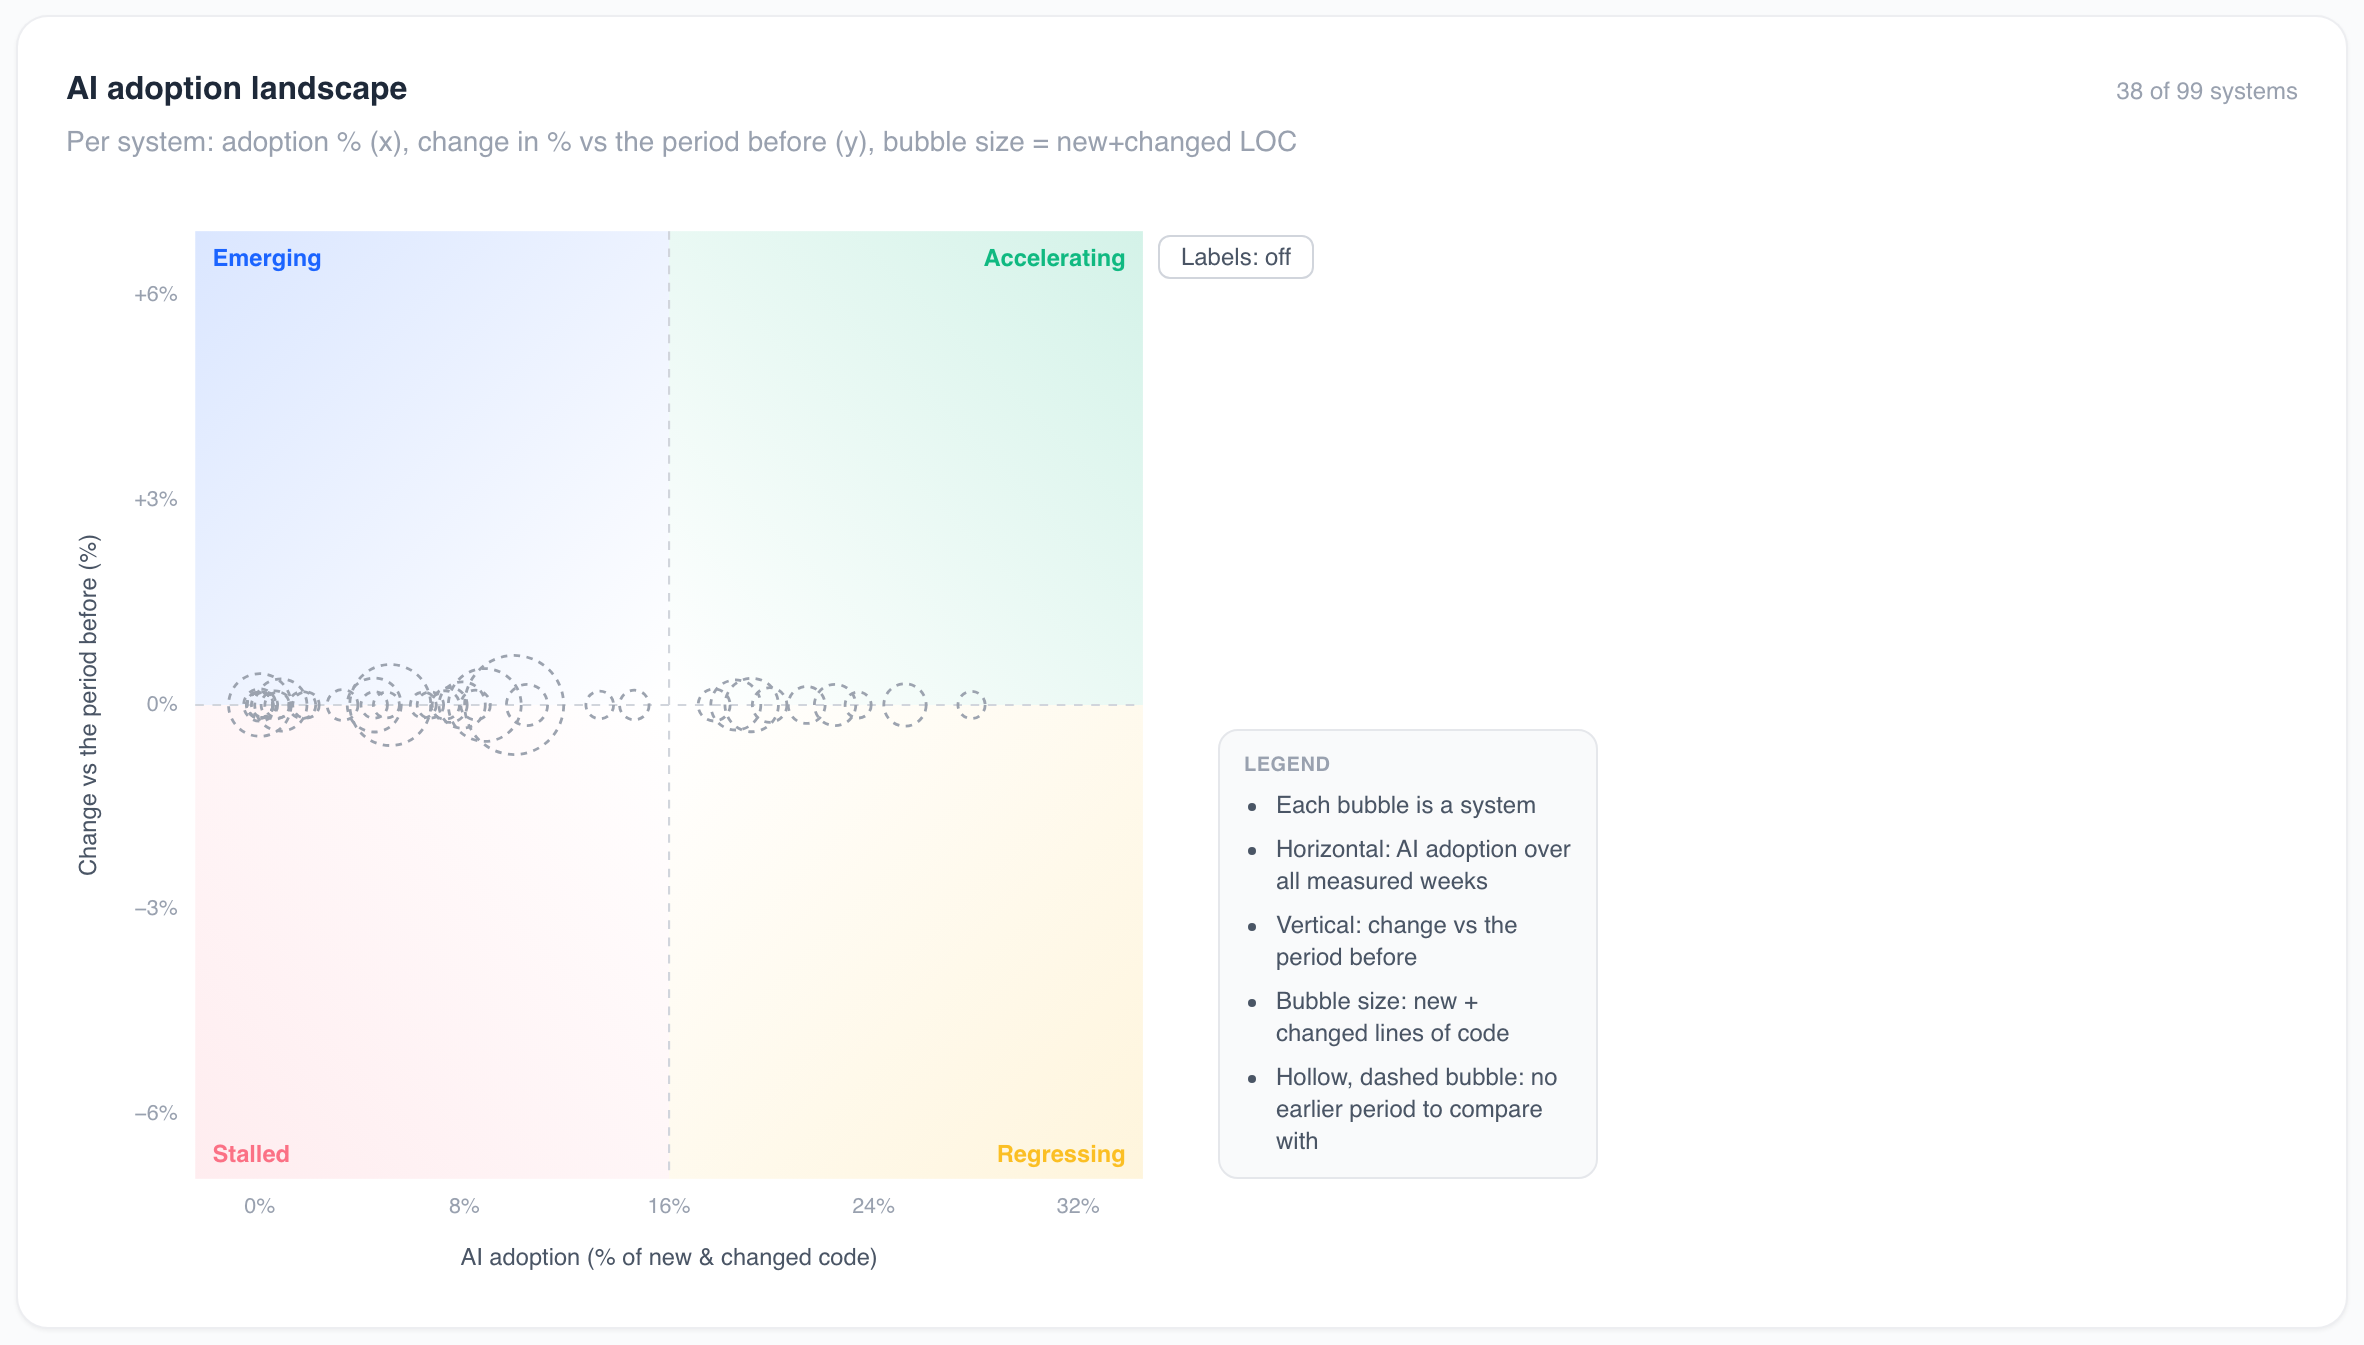 AI adoption landscape
38 of 99 systems
Per system: adoption % (x), change in % vs the period before (y), bubble size = new+changed LOC
Emerging
Accelerating
Labels: off
+6%
+3%
0%
–3%
–6%
Change vs the period before (%)
Stalled
Regressing
0%
8%
16%
24%
32%
AI adoption (% of new & changed code)
LEGEND
Each bubble is a system
Horizontal: AI adoption over
all measured weeks
Vertical: change vs the
period before
Bubble size: new +
changed lines of code
Hollow, dashed bubble: no
earlier period to compare
with